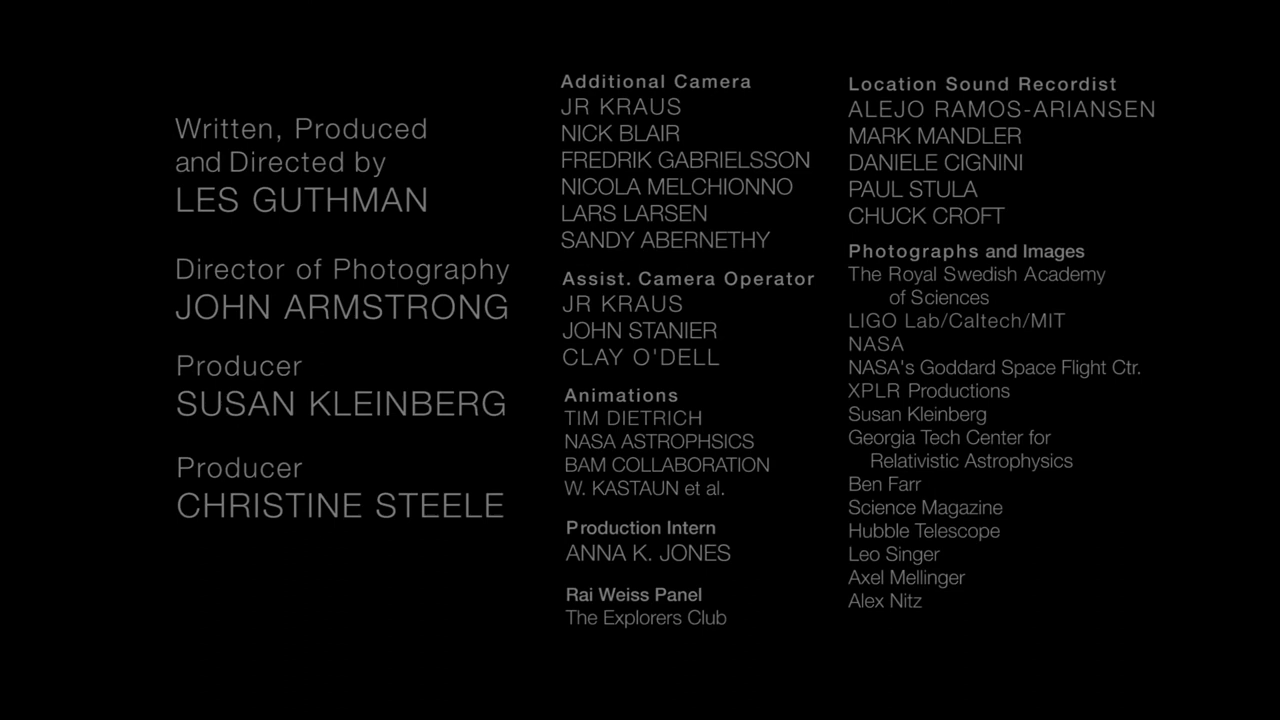 Written, Produced
and Directed by
LES GUTHMAN
Director of Photography
JOHN ARMSTRONG
Producer
SUSAN KLEINBERG
Producer
CHRISTINE STEELE
Additional Camera
JR KRAUS
NICK BLAIR
FREDRIK GABRIELSSON
NICOLA MELCHIONNO
LARS LARSEN
SANDY ABERNETHY
Assist. Camera Operator
JR KRAUS
JOHN STANIER
CLAY O'DELL
Animations
TIM DIETRICH
NASA ASTROPHSICS
BAM COLLABORATION
W. KASTAUN et al.
Production Intern
ANNA K. JONES
Rai Weiss Panel
The Explorers Club
Location Sound Recordist
ALEJO RAMOS-ARIANSEN
MARK MANDLER
DANIELE CIGNINI
PAUL STULA
CHUCK CROFT
Photographs and Images
The Royal Swedish Academy
of Sciences
LIGO Lab/Caltech/MIT
NASA
NASA's Goddard Space Flight Ctr.
XPLR Productions
Susan Kleinberg
Georgia Tech Center for
Relativistic Astrophysics
Ben Farr
Science Magazine
Hubble Telescope
Leo Singer
Axel Mellinger
Alex Nitz